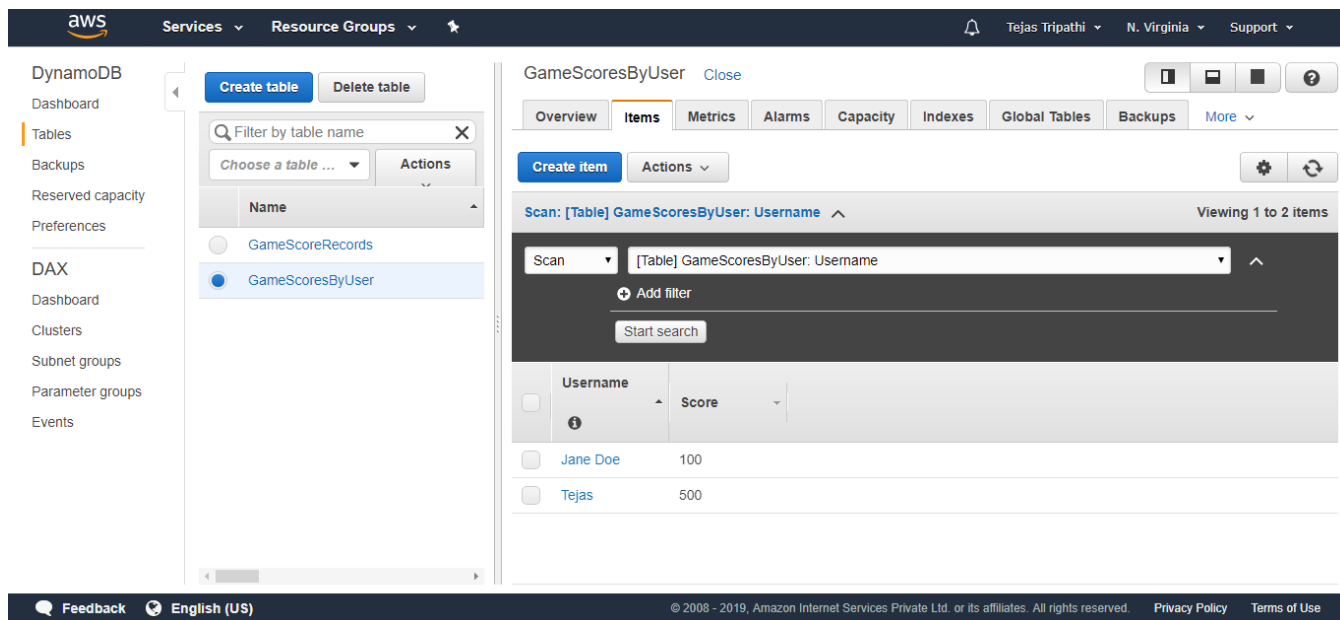 aws Services Resource Groups Tejas Tripathi N. Virginia Support
DynamoDB
Dashboard
Tables
Backups
Reserved capacity
Preferences
DAX
Dashboard
Clusters
Subnet groups
Parameter groups
Events
Create table Delete table
Filter by table name
Choose a table ... Actions
Name
GameScoreRecords
GameScoresByUser
GameScoresByUser Close
Overview Items Metrics Alarms Capacity Indexes Global Tables Backups More
Create item Actions
Scan: [Table] GameScoresByUser: Username Viewing 1 to 2 items
Scan [Table] GameScoresByUser: Username
Add filter
Start search
Username Score
Jane Doe 100
Tejas 500
Feedback English (US) © 2008 - 2019, Amazon Internet Services Private Ltd. or its affiliates. All rights reserved. Privacy Policy Terms of Use